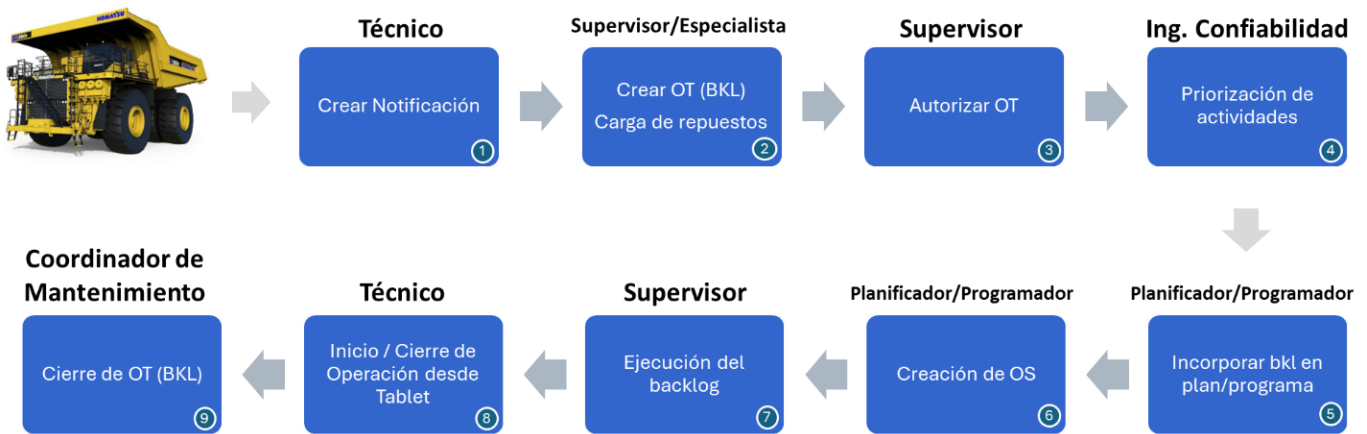 KOMATSU
Técnico
Crear Notificación
1
Supervisor/Especialista
Crear OT (BKL)
Carga de repuestos
2
Supervisor
Autorizar OT
3
Ing. Confiabilidad
Priorización de
actividades
4
Planificador/Programador
Incorporar bkl en
plan/programa
5
Planificador/Programador
Creación de OS
6
Supervisor
Ejecución del
backlog
7
Técnico
Inicio / Cierre de
Operación desde
Tablet
8
Coordinador de
Mantenimiento
Cierre de OT (BKL)
9